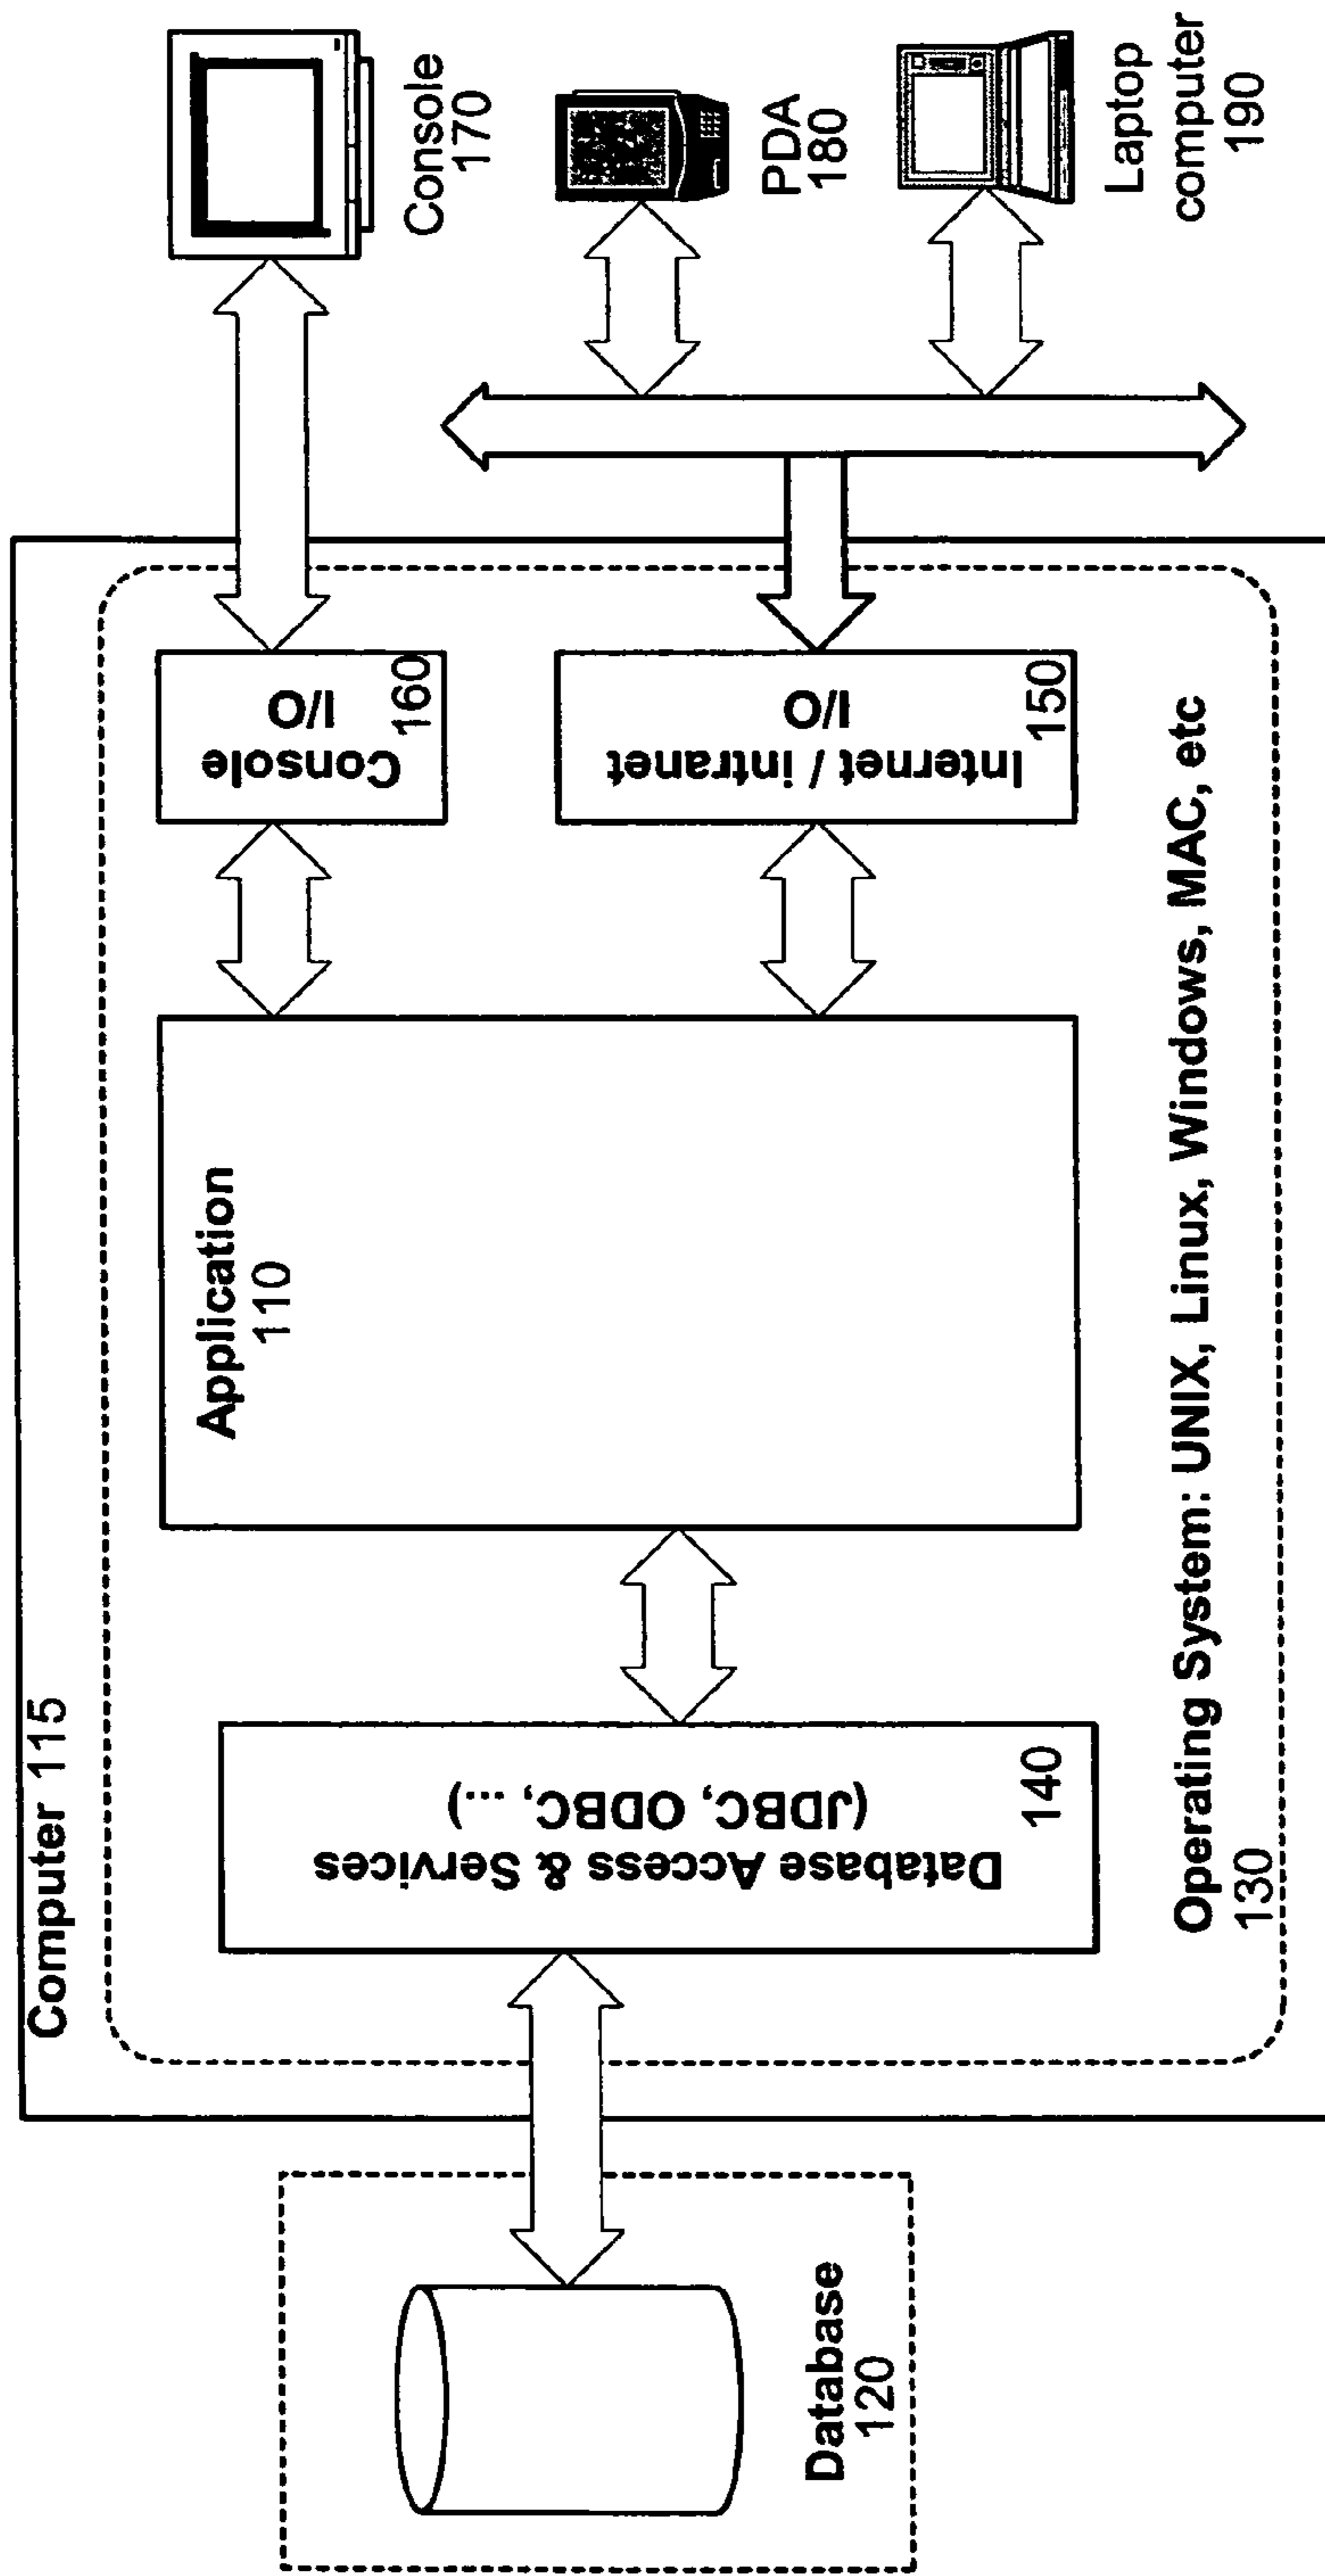 Computer 115
Database
120
Database Access & Services
(JDBC, ODBC, ...)
140
Application
110
Console
I/O
160
Internet / intranet
I/O
150
Operating System: UNIX, Linux, Windows, MAC, etc
130
Console
170
PDA
180
Laptop
computer
190